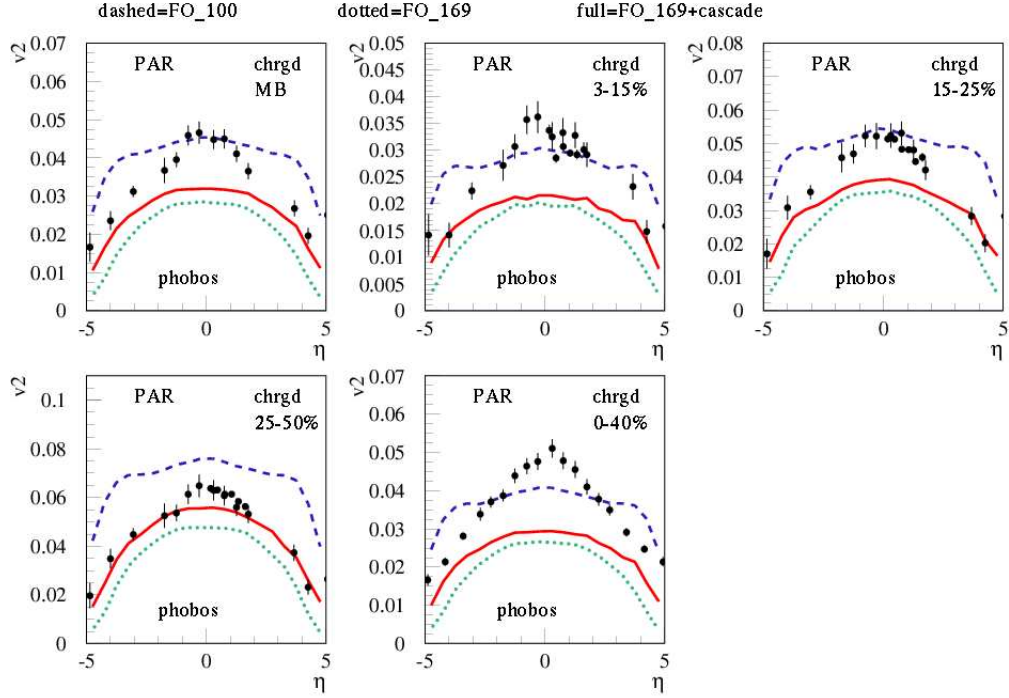 dashed=FO_100 dotted=FO_169 full=FO_169+cascade
v2
0.07
0.06
0.05
0.04
0.03
0.02
0.01
0
PAR chrgd
MB
phobos
-5 0 5
η
v2
0.05
0.045
0.04
0.035
0.03
0.025
0.02
0.015
0.01
0.005
0
PAR chrgd
3-15%
phobos
-5 0 5
η
v2
0.08
0.07
0.06
0.05
0.04
0.03
0.02
0.01
0
PAR chrgd
15-25%
phobos
-5 0 5
η
v2
0.1
0.08
0.06
0.04
0.02
0
PAR chrgd
25-50%
phobos
-5 0 5
η
v2
0.07
0.06
0.05
0.04
0.03
0.02
0.01
0
PAR chrgd
0-40%
phobos
-5 0 5
η